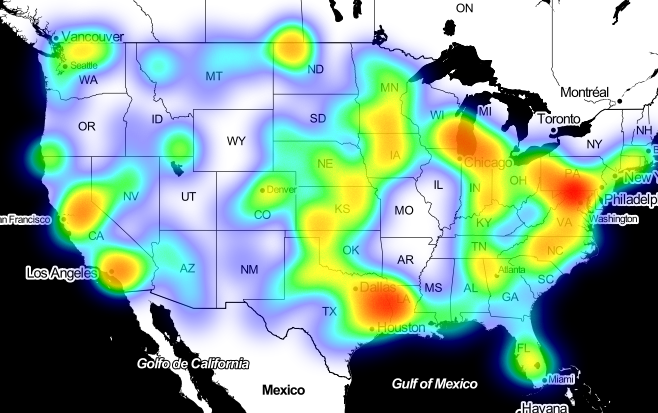 ON
Vancouver
Seattle
WA
MT
ND
MN
Montréal
OR
ID
WY
SD
WI
MI
Toronto
NH
NY
IA
Chicago
NE
NV
UT
Denver
CO
IL
IN
OH
PA
New Y
Philadelp
an Francisco
CA
KS
MO
KY
VA
Washington
Los Angeles
AZ
NM
OK
AR
TN
NC
Atlanta
SC
Dallas
LA
MS
AL
GA
TX
Houston
FL
Golfo de California
Mexico
Gulf of Mexico
Miami
Havana